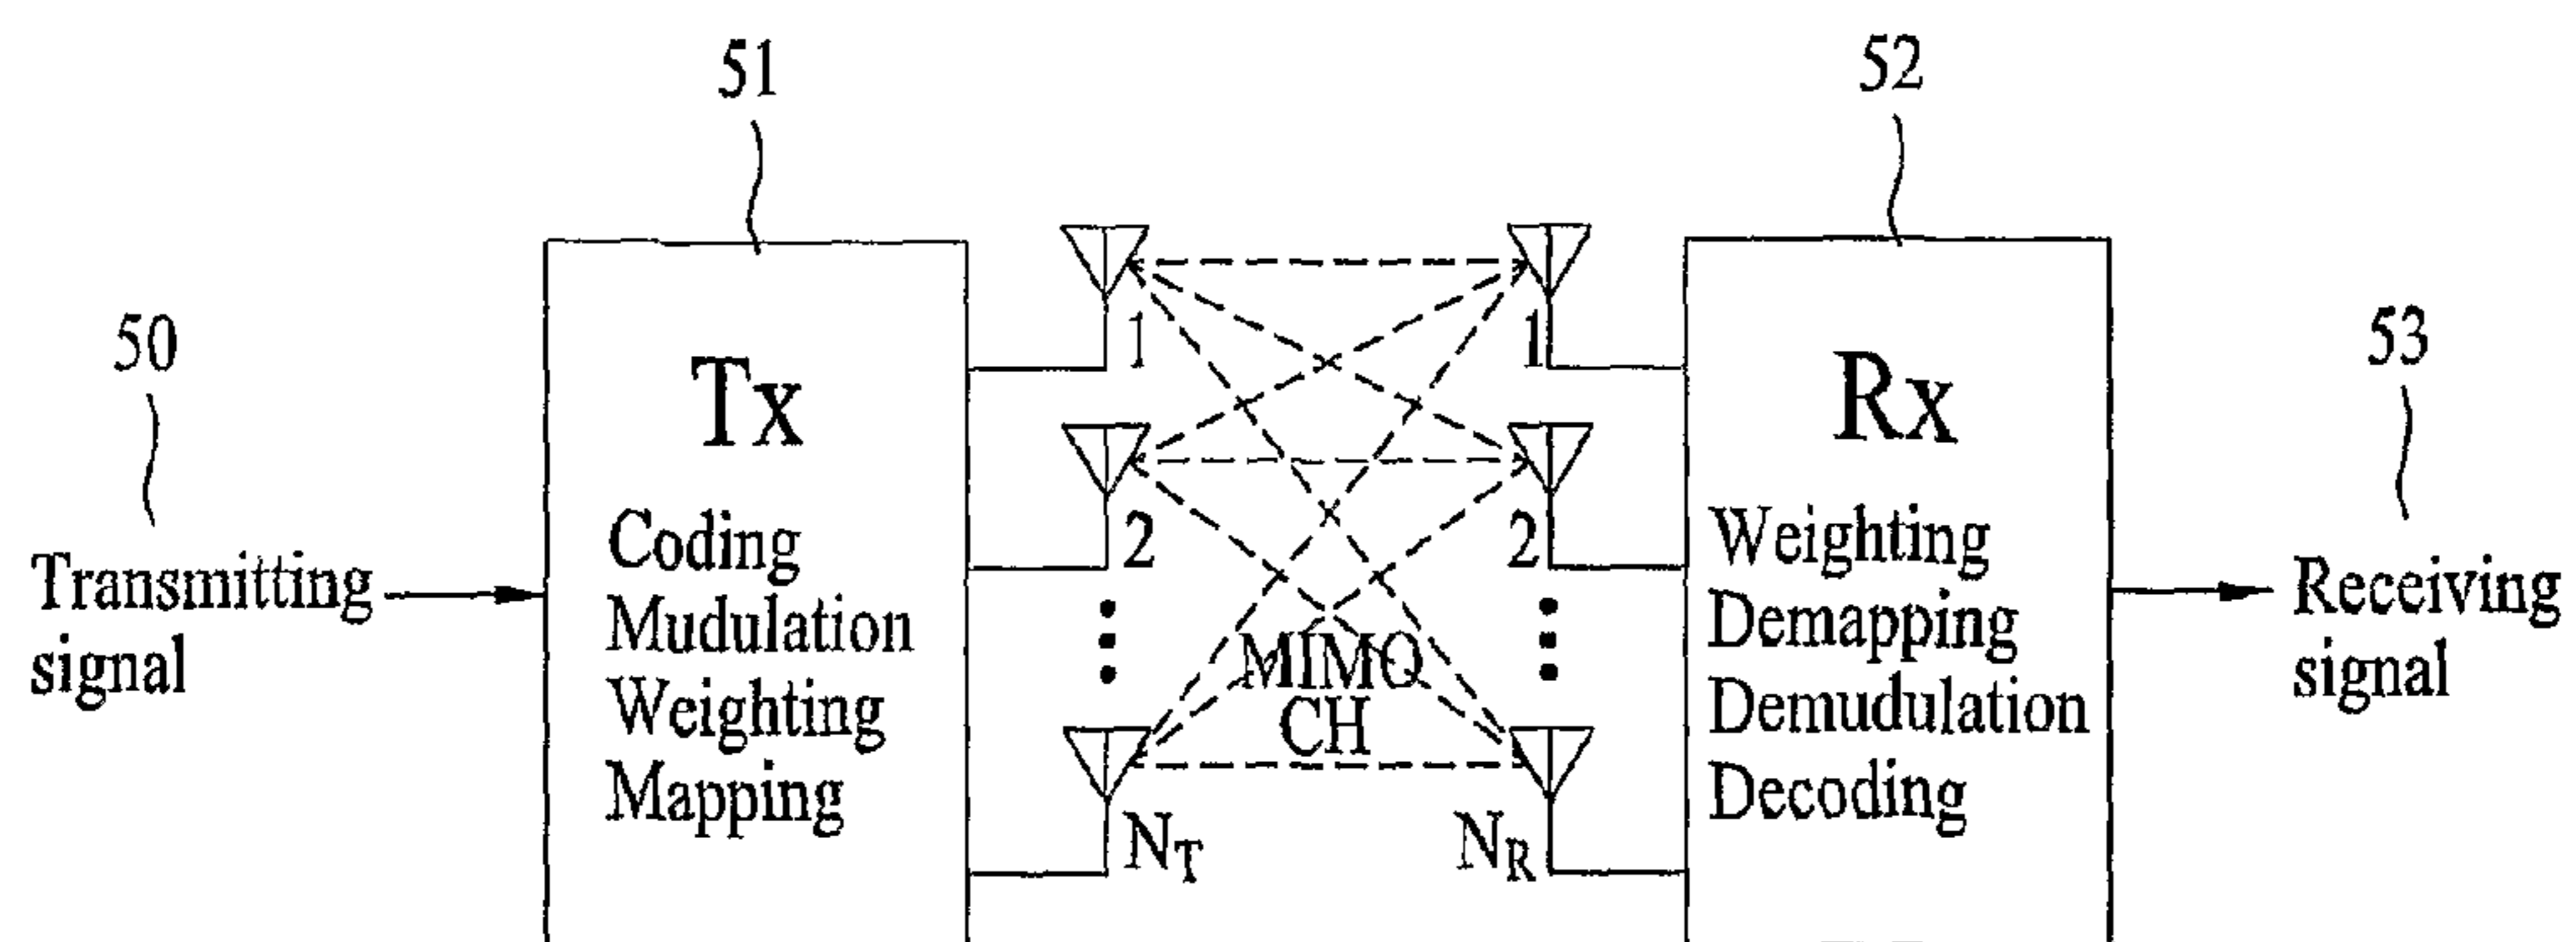 51
52
50
53
1
1
Tx
Rx
2
2
Transmitting
signal
Coding
Mudulation
Weighting
Mapping
MIMO
CH
Weighting
Demapping
Demudulation
Decoding
Receiving
signal
N_T
N_R